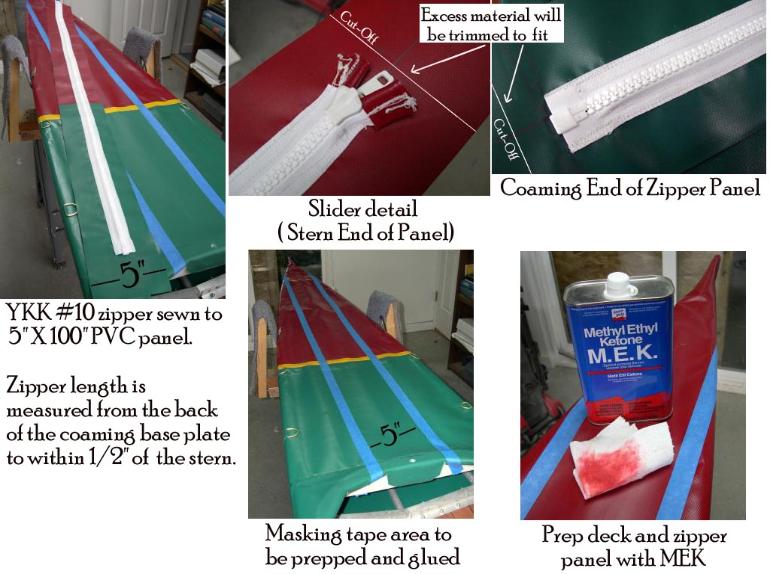 Cut-Off
Excess material will
be trimmed to fit
Cut-Off
Slider detail
( Stern End of Panel)
Coaming End of Zipper Panel
5"
YKK #10 zipper sewn to
5" X 100" PVC panel.
Zipper length is
measured from the back
of the coaming base plate
to within 1/2" of the stern.
5"
Masking tape area to
be prepped and glued
Methyl Ethyl
Ketone
M.E.K.
Prep deck and zipper
panel with MEK